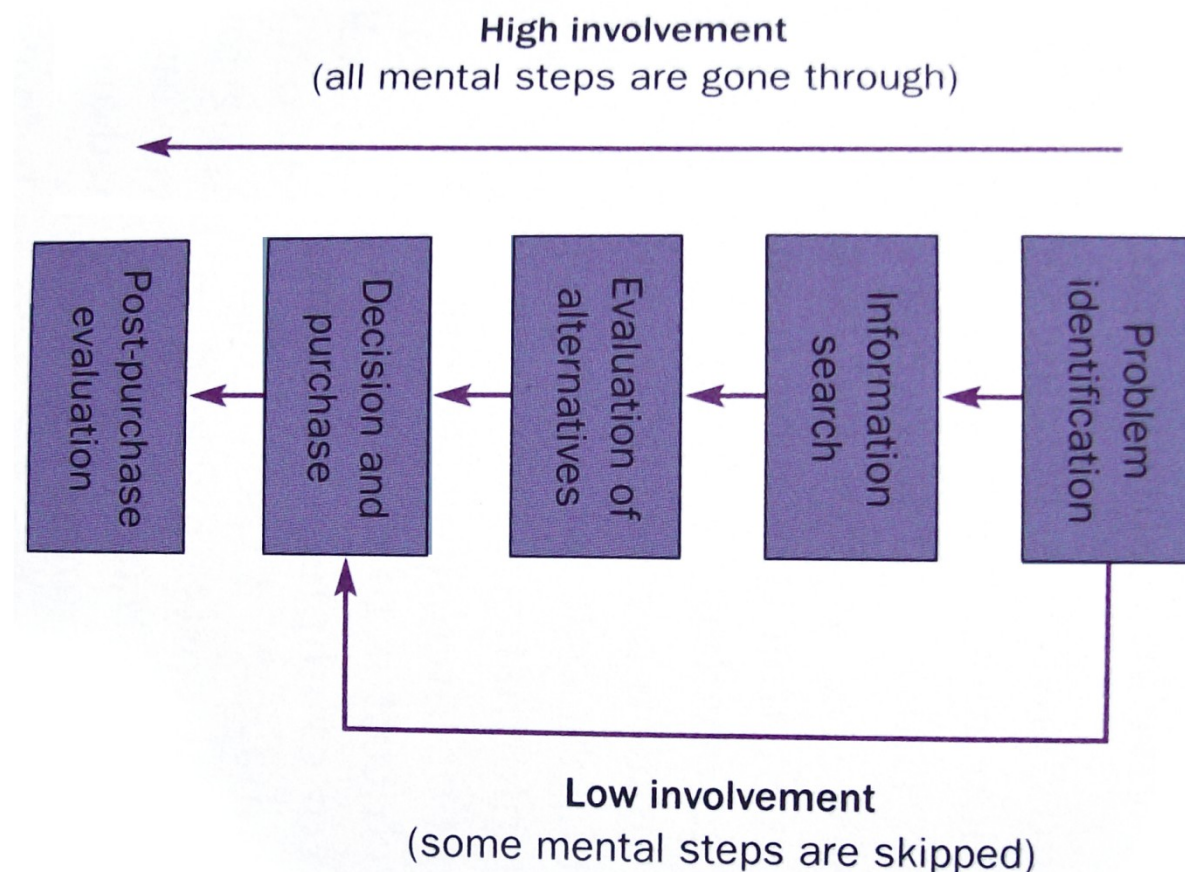 High involvement
(all mental steps are gone through)
Problem
identification
Information
search
Evaluation of
alternatives
Decision and
purchase
Post-purchase
evaluation
Low involvement
(some mental steps are skipped)